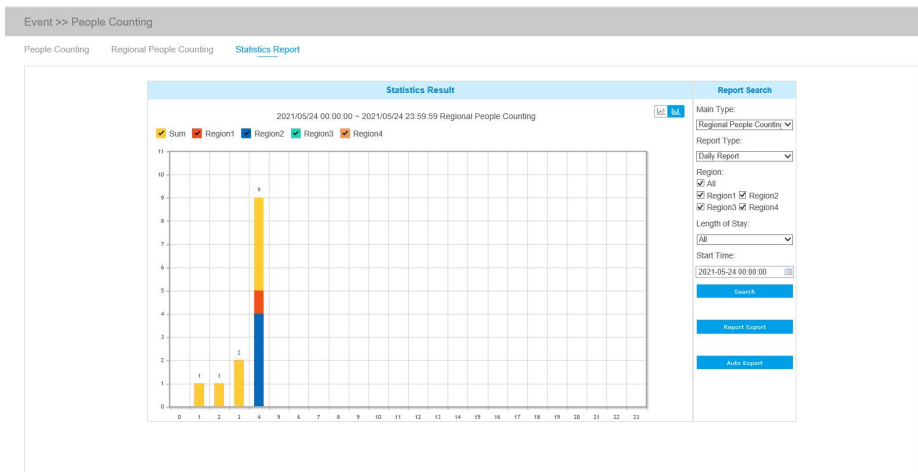 Event >> People Counting
People Counting Regional People Counting Statistics Report
Statistics Result
2021/05/24 00:00:00 ~ 2021/05/24 23:59:59 Regional People Counting
Sum Region1 Region2 Region3 Region4
11
10
9
8
7
6
5
4
3
2
1
0
1 1 2 9
0 1 2 3 4 5 6 7 8 9 10 11 12 13 14 15 16 17 18 19 20 21 22 23
Report Search
Main Type:
Regional People Counting
Report Type:
Daily Report
Region:
All
Region1 Region2
Region3 Region4
Length of Stay:
All
Start Time:
2021-05-24 00:00:00
Search
Report Export
Auto Export